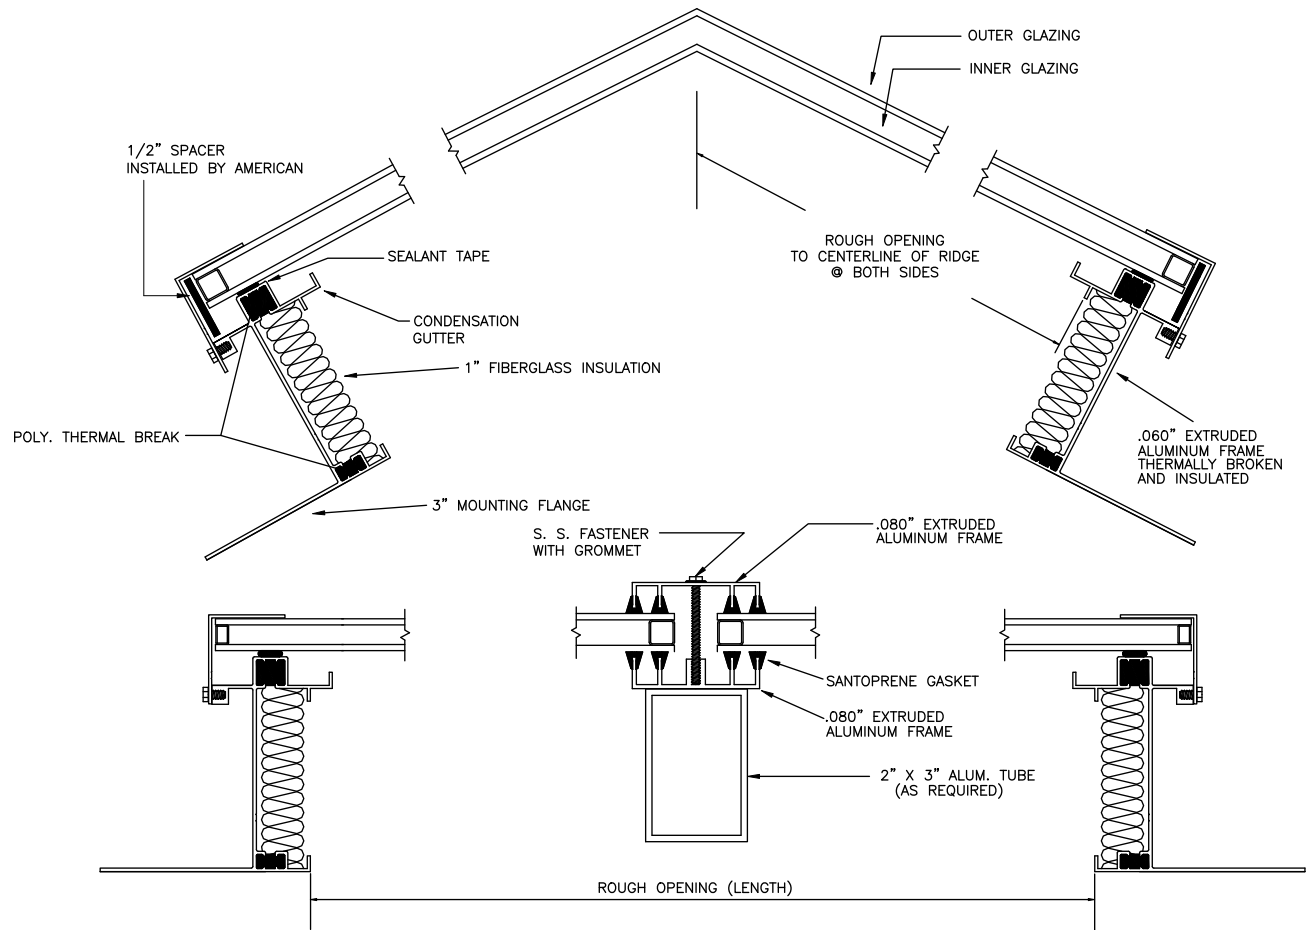 OUTER GLAZING
INNER GLAZING
1/2" SPACER
INSTALLED BY AMERICAN
SEALANT TAPE
ROUGH OPENING
TO CENTERLINE OF RIDGE
@ BOTH SIDES
CONDENSATION
GUTTER
1" FIBERGLASS INSULATION
POLY. THERMAL BREAK
.060" EXTRUDED
ALUMINUM FRAME
THERMALLY BROKEN
AND INSULATED
3" MOUNTING FLANGE
S. S. FASTENER
WITH GROMMET
.080" EXTRUDED
ALUMINUM FRAME
SANTOPRENE GASKET
.080" EXTRUDED
ALUMINUM FRAME
2" X 3" ALUM. TUBE
(AS REQUIRED)
ROUGH OPENING (LENGTH)